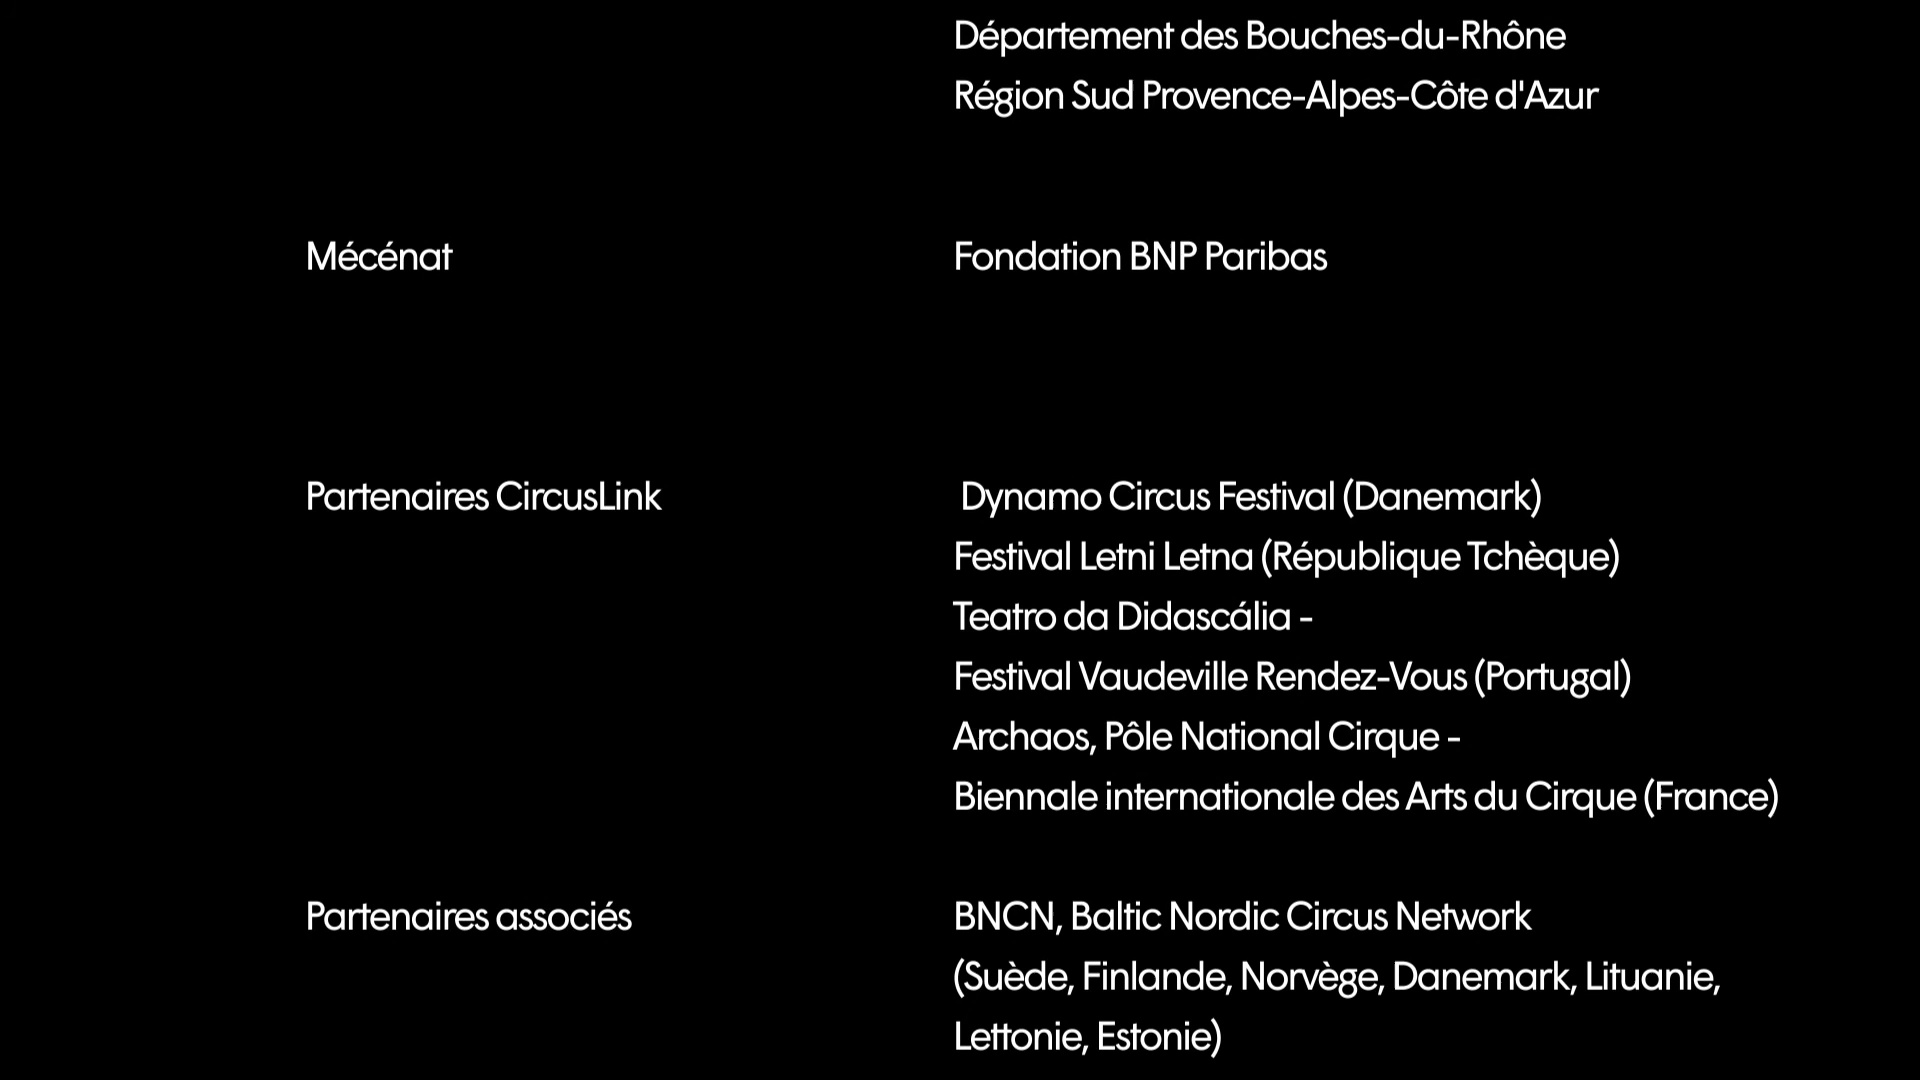 Département des Bouches-du-Rhône
Région Sud Provence-Alpes-Côte d'Azur
Mécénat Fondation BNP Paribas
Partenaires CircusLink Dynamo Circus Festival (Danemark)
Festival Letni Letna (République Tchèque)
Teatro da Didascália -
Festival Vaudeville Rendez-Vous (Portugal)
Archaos, Pôle National Cirque -
Biennale internationale des Arts du Cirque (France)
Partenaires associés BNCN, Baltic Nordic Circus Network
(Suède, Finlande, Norvège, Danemark, Lituanie,
Lettonie, Estonie)